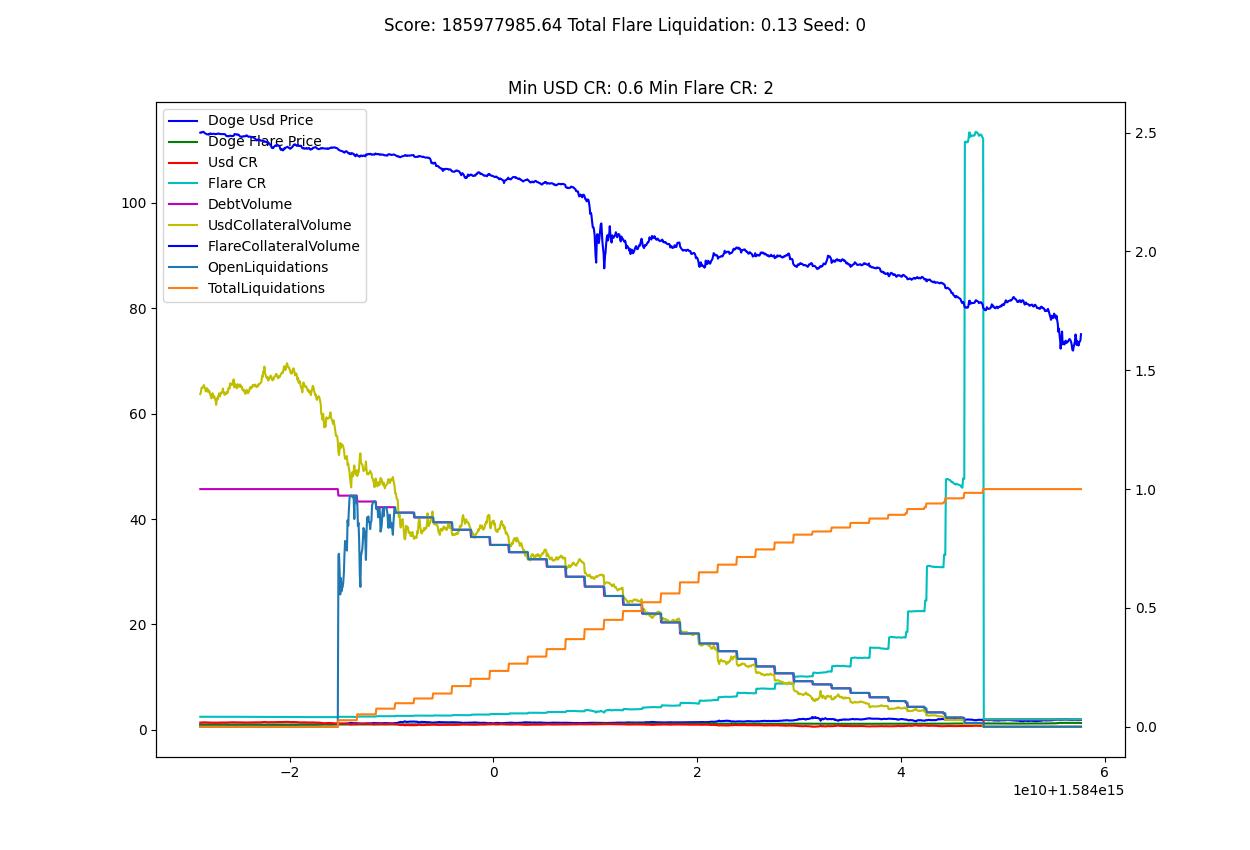 Score: 185977985.64 Total Flare Liquidation: 0.13 Seed: 0
Min USD CR: 0.6 Min Flare CR: 2
Doge Usd Price
Doge Flare Price
Usd CR
Flare CR
DebtVolume
UsdCollateralVolume
FlareCollateralVolume
OpenLiquidations
TotalLiquidations
100
80
60
40
20
0
2.5
2.0
1.5
1.0
0.5
0.0
−2
0
2
4
6
1e10+1.584e15